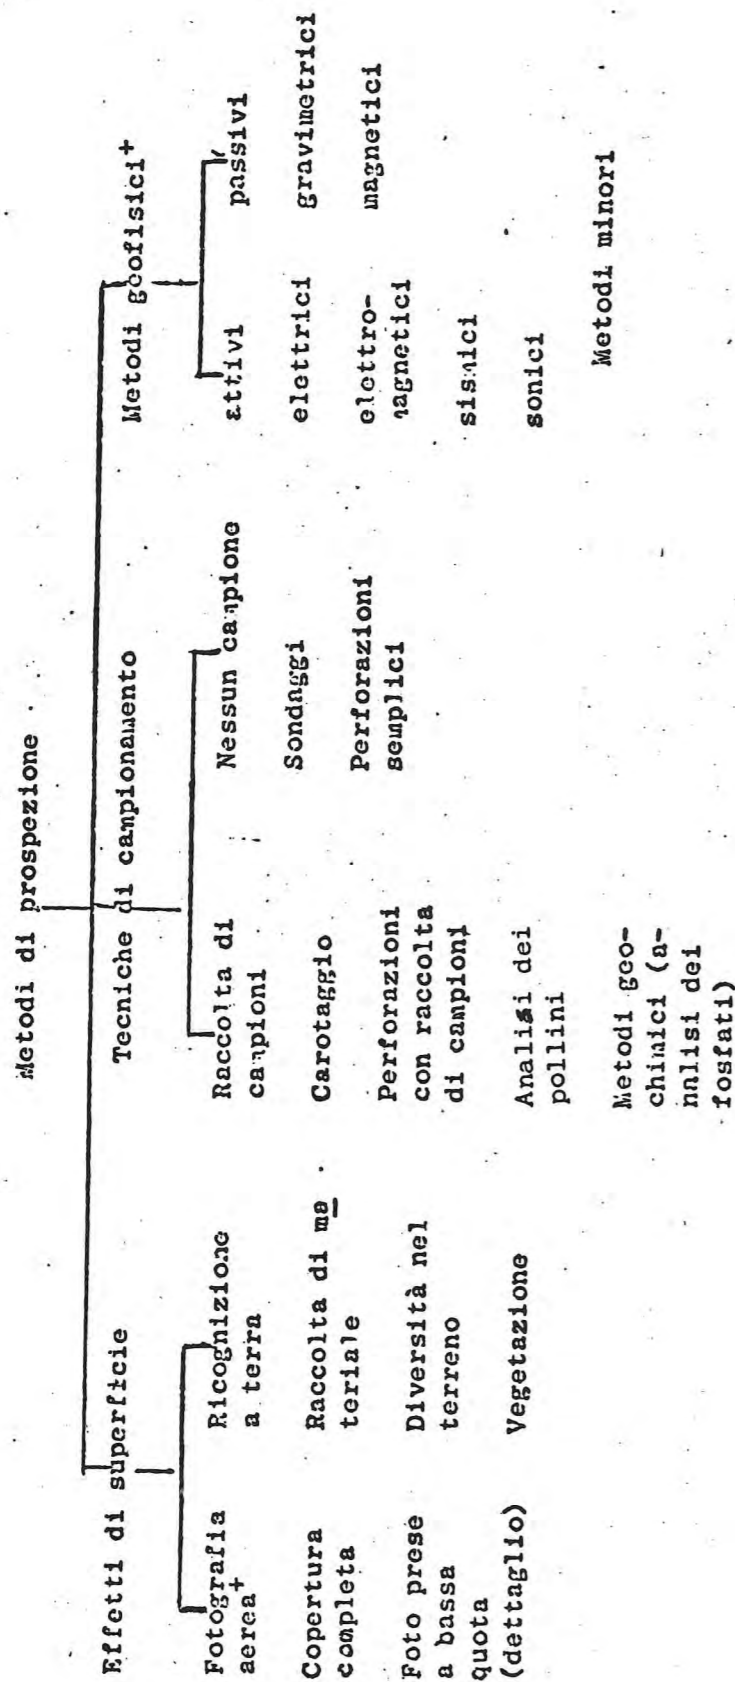 Metodi di prospezione
Effetti di superficie
Tecniche di campionamento
Metodi geofisici+
Fotografia
aerea+
Copertura
completa
Foto prese
a bassa
quota
(dettaglio)
Ricognizione
a terra
Raccolta di ma
teriale
Diversità nel
terreno
Vegetazione
Raccolta di
campioni
Carotaggio
Perforazioni
con raccolta
di campioni
Analisi dei
pollini
Metodi geo-
chimici (a-
nalisi dei
fosfati)
Nessun campione
Sondaggi
Perforazioni
semplici
attivi
elettrici
elettro-
magnetici
sismici
sonici
passivi
gravimetrici
magnetici
Metodi minori